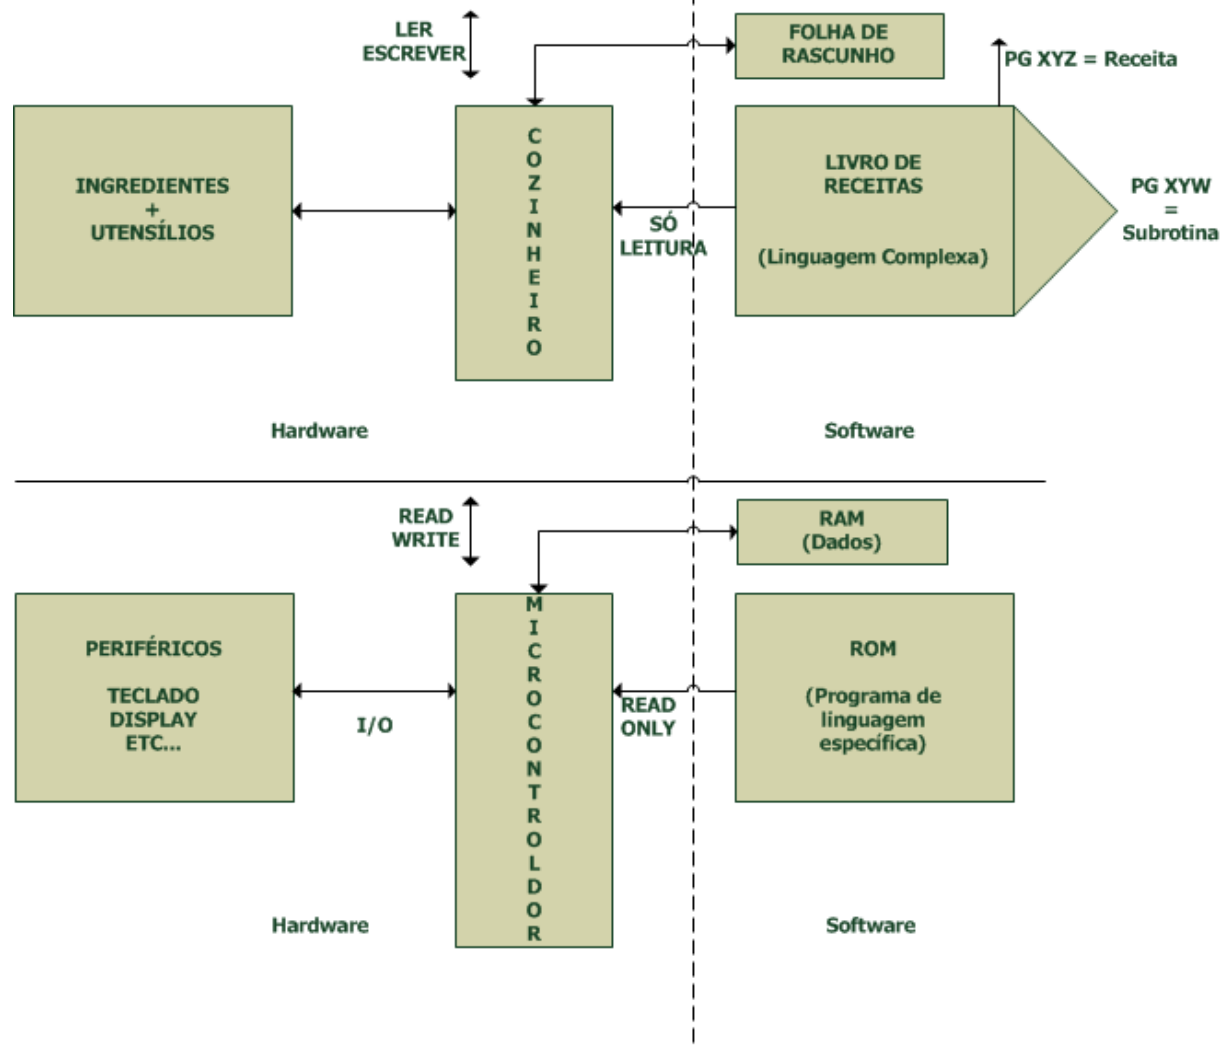 LER
ESCREVER
FOLHA DE
RASCUNHO
PG XYZ = Receita
INGREDIENTES
+
UTENSÍLIOS
C
O
Z
I
N
H
E
I
R
O
SÓ
LEITURA
LIVRO DE
RECEITAS
(Linguagem Complexa)
PG XYW
=
Subrotina
Hardware
Software
READ
WRITE
RAM
(Dados)
PERIFÉRICOS
TECLADO
DISPLAY
ETC...
I/O
M
I
C
R
O
C
O
N
T
R
O
L
D
O
R
READ
ONLY
ROM
(Programa de
linguagem
específica)
Hardware
Software